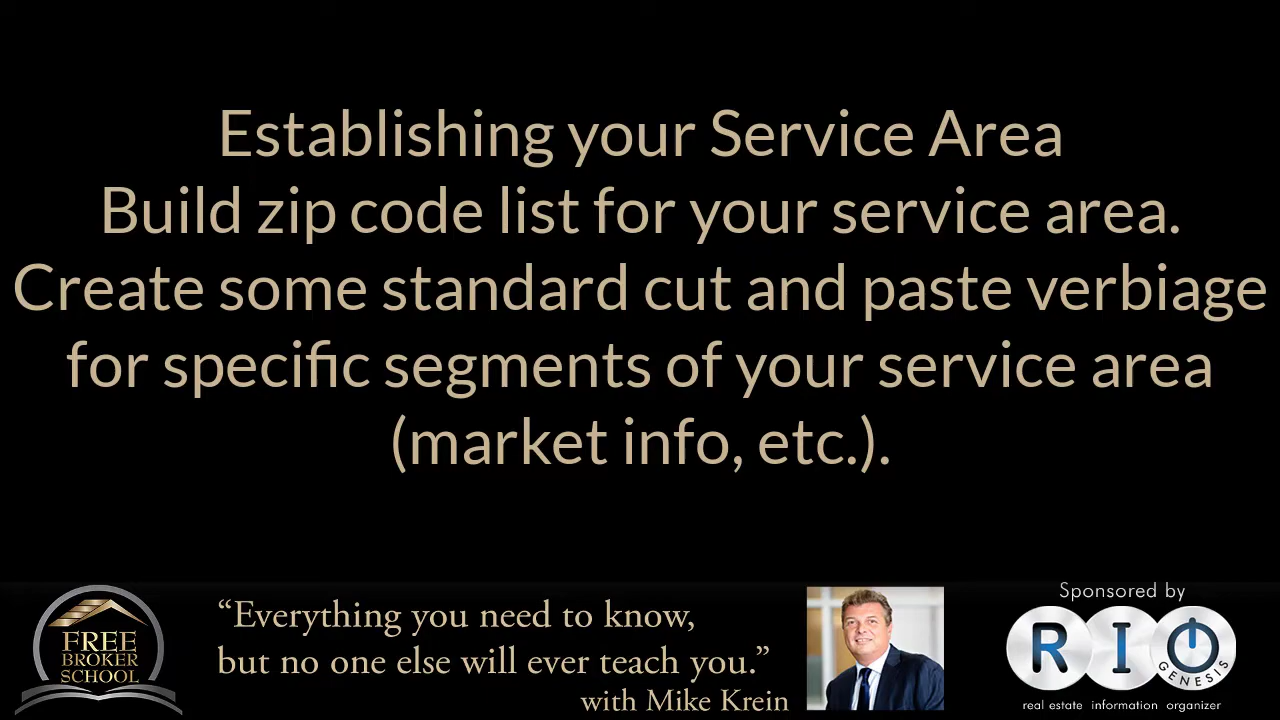 Establishing your Service Area
Build zip code list for your service area.
Create some standard cut and paste verbiage
for specific segments of your service area
(market info, etc.).
FREE
BROKER
SCHOOL
“Everything you need to know,
but no one else will ever teach you.”
with Mike Krein
Sponsored by
RIO
GENESIS
real estate information organizer